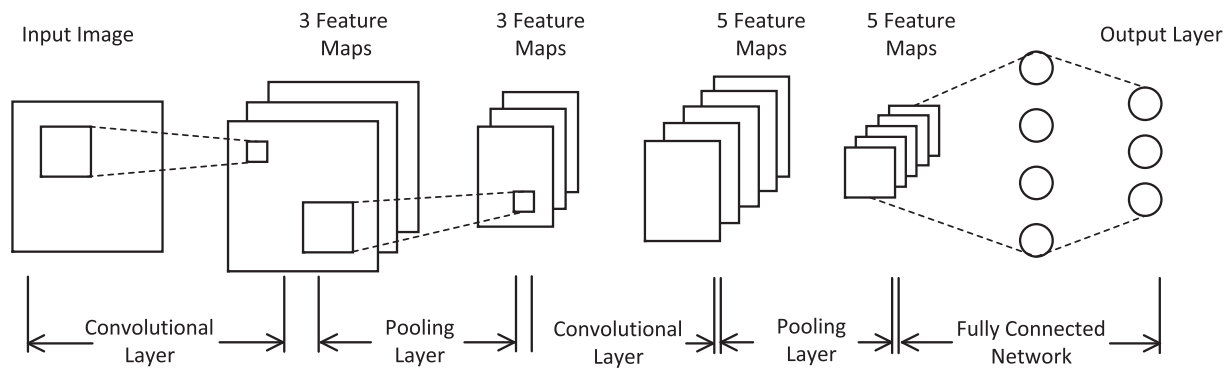 Input Image
3 Feature
Maps
3 Feature
Maps
5 Feature
Maps
5 Feature
Maps
Output Layer
Convolutional
Layer
Pooling
Layer
Convolutional
Layer
Pooling
Layer
Fully Connected
Network